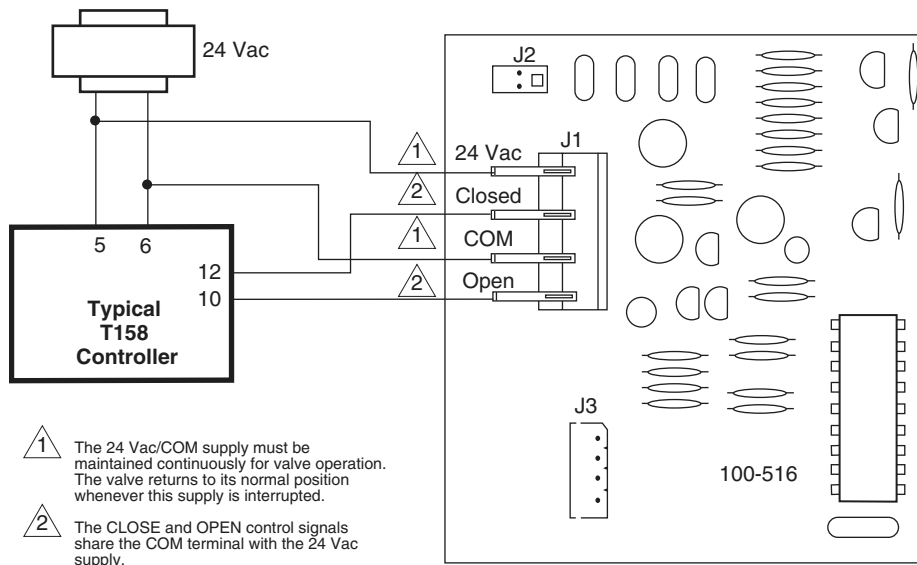 24 Vac
J2
J1
1
24 Vac
2
Closed
1
COM
2
Open
5 6
12
10
Typical
T158
Controller
J3
100-516
1
The 24 Vac/COM supply must be
maintained continuously for valve operation.
The valve returns to its normal position
whenever this supply is interrupted.
2
The CLOSE and OPEN control signals
share the COM terminal with the 24 Vac
supply.